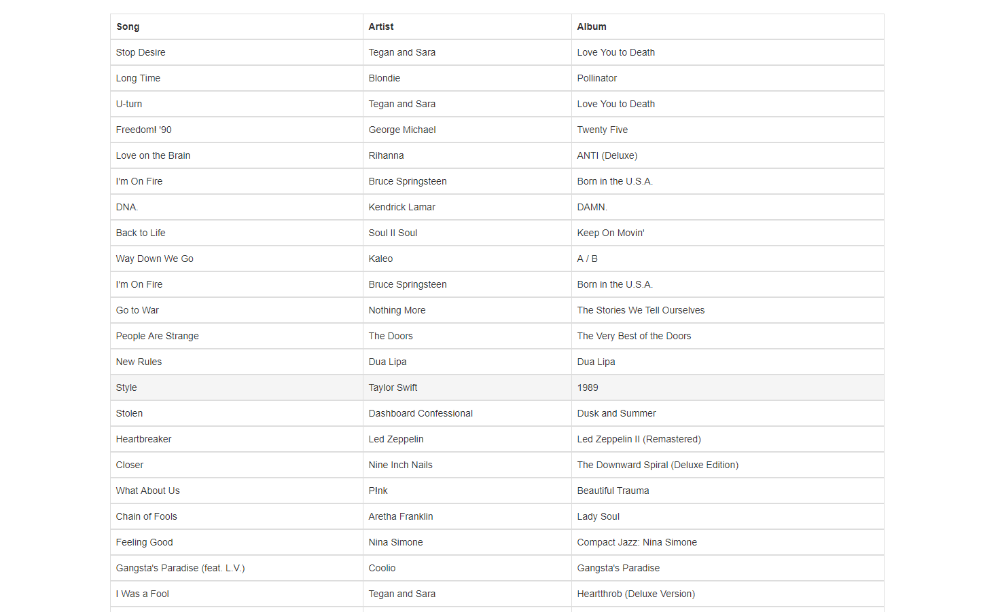 Song Artist Album
Stop Desire Tegan and Sara Love You to Death
Long Time Blondie Pollinator
U-turn Tegan and Sara Love You to Death
Freedom! '90 George Michael Twenty Five
Love on the Brain Rihanna ANTI (Deluxe)
I'm On Fire Bruce Springsteen Born in the U.S.A.
DNA. Kendrick Lamar DAMN.
Back to Life Soul II Soul Keep On Movin'
Way Down We Go Kaleo A / B
I'm On Fire Bruce Springsteen Born in the U.S.A.
Go to War Nothing More The Stories We Tell Ourselves
People Are Strange The Doors The Very Best of the Doors
New Rules Dua Lipa Dua Lipa
Style Taylor Swift 1989
Stolen Dashboard Confessional Dusk and Summer
Heartbreaker Led Zeppelin Led Zeppelin II (Remastered)
Closer Nine Inch Nails The Downward Spiral (Deluxe Edition)
What About Us P!nk Beautiful Trauma
Chain of Fools Aretha Franklin Lady Soul
Feeling Good Nina Simone Compact Jazz: Nina Simone
Gangsta's Paradise (feat. L.V.) Coolio Gangsta's Paradise
I Was a Fool Tegan and Sara Heartthrob (Deluxe Version)